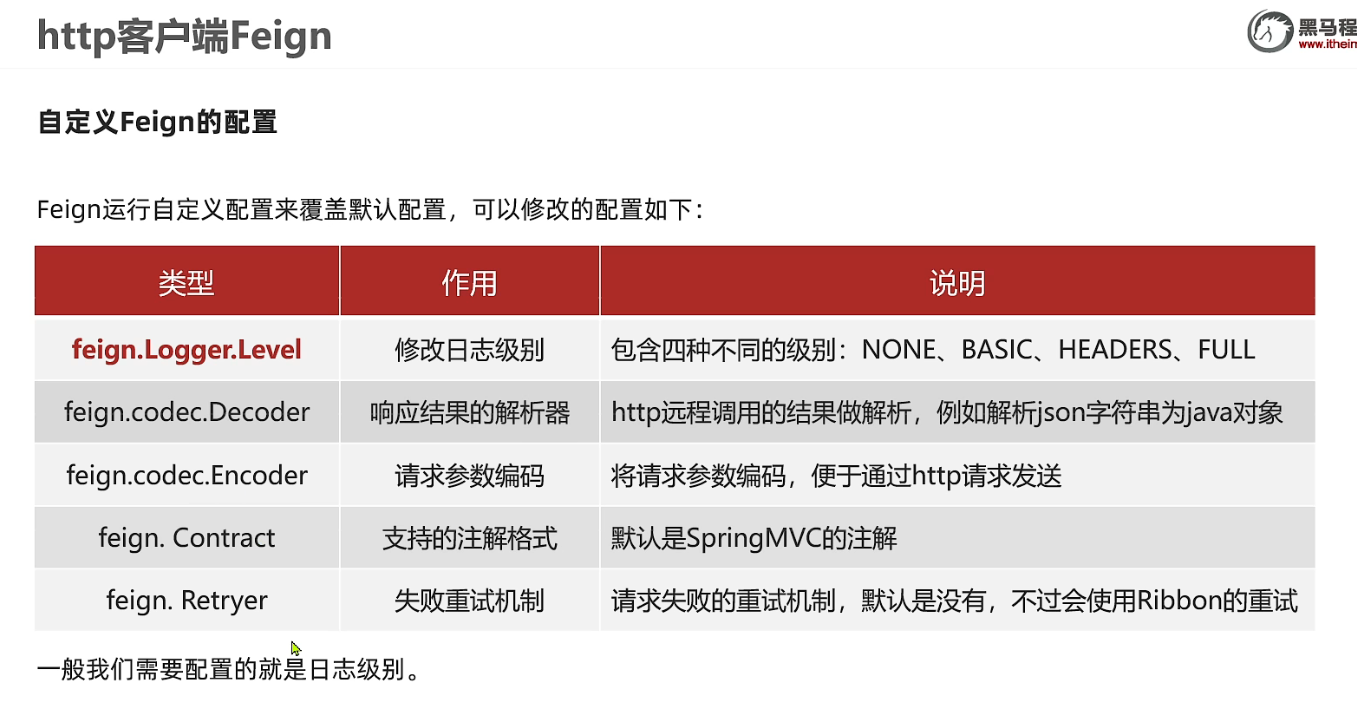 http客户端Feign
黑马程
www.itheim
自定义Feign的配置
Feign运行自定义配置来覆盖默认配置，可以修改的配置如下：
类型 作用 说明
feign.Logger.Level 修改日志级别 包含四种不同的级别：NONE、BASIC、HEADERS、FULL
feign.codec.Decoder 响应结果的解析器 http远程调用的结果做解析，例如解析json字符串为java对象
feign.codec.Encoder 请求参数编码 将请求参数编码，便于通过http请求发送
feign. Contract 支持的注解格式 默认是SpringMVC的注解
feign. Retryer 失败重试机制 请求失败的重试机制，默认是没有，不过会使用Ribbon的重试
一般我们需要配置的就是日志级别。